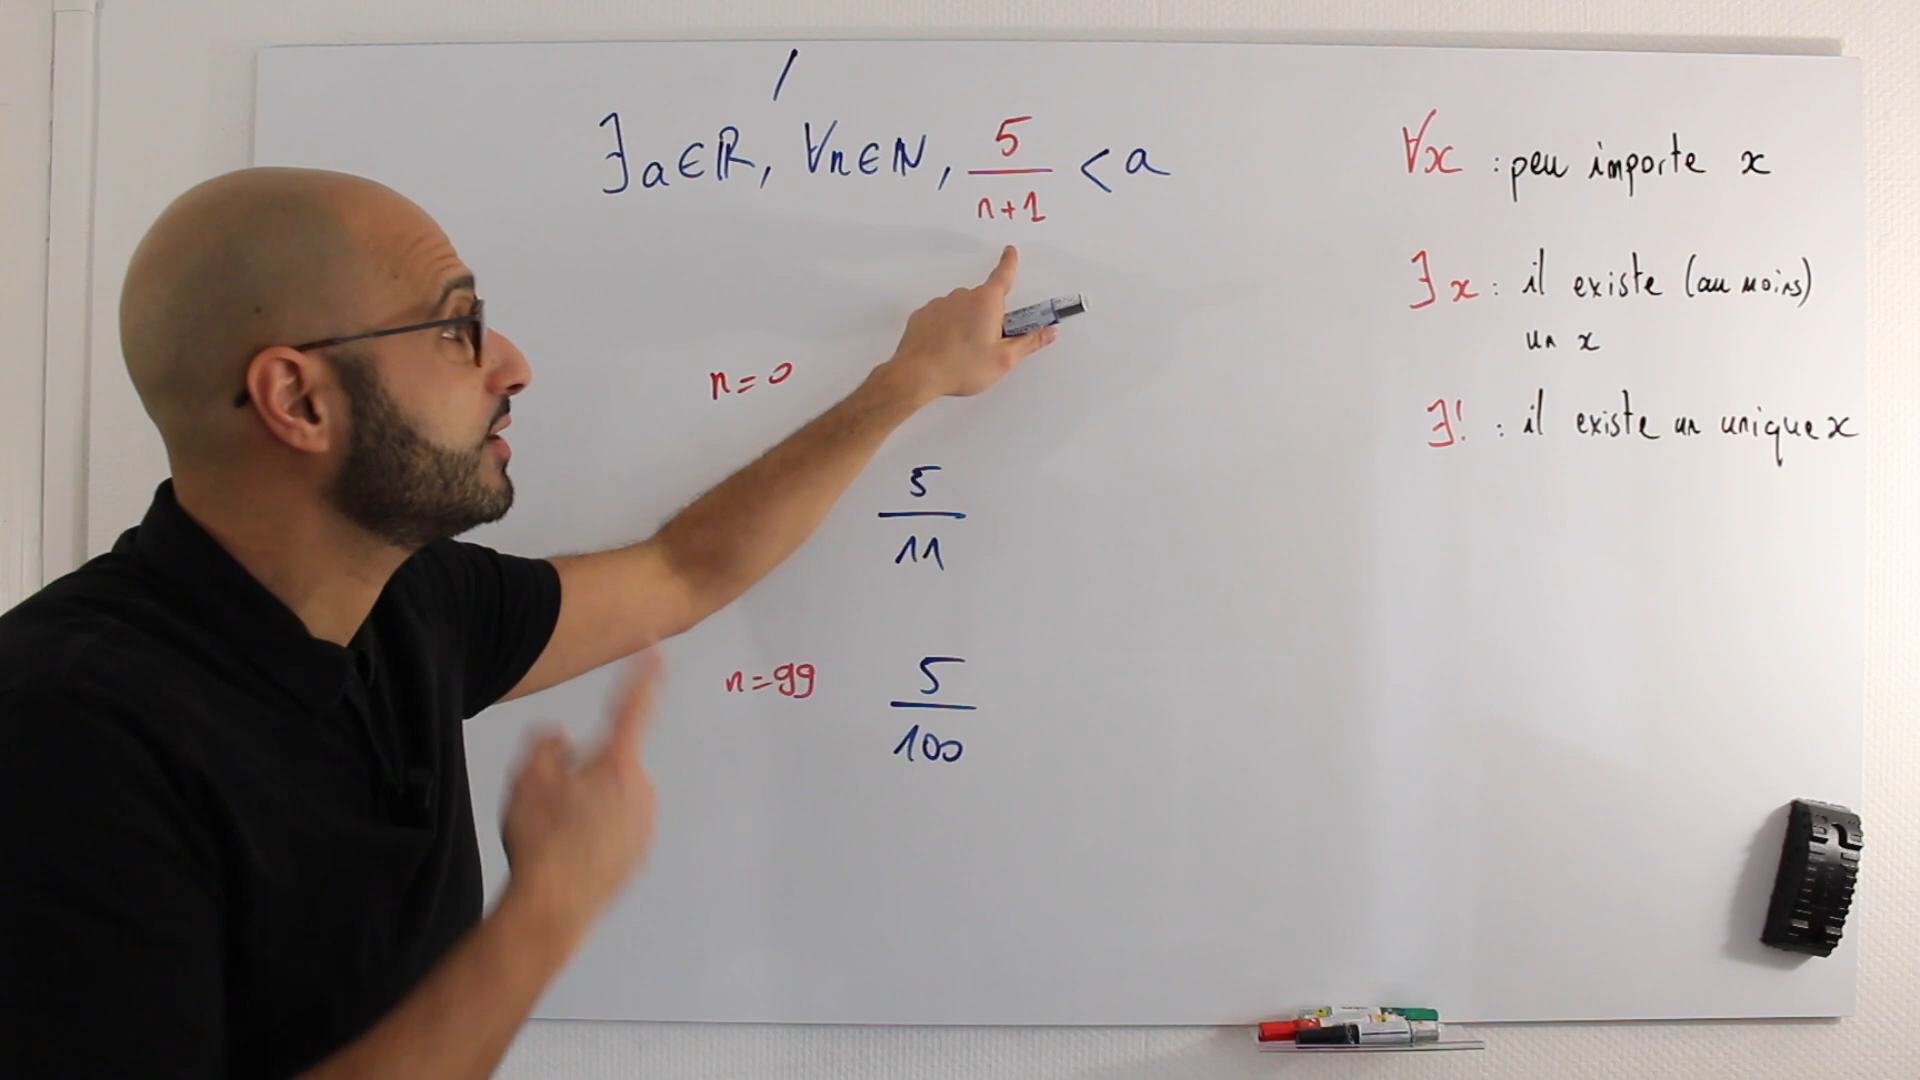 ∃a∈ℝ, ∀n∈ℕ, 5/(n+1) < a
n=0
5/11
n=99 5/100
∀x : peu importe x
∃x : il existe (au moins)
un x
∃! : il existe un unique x